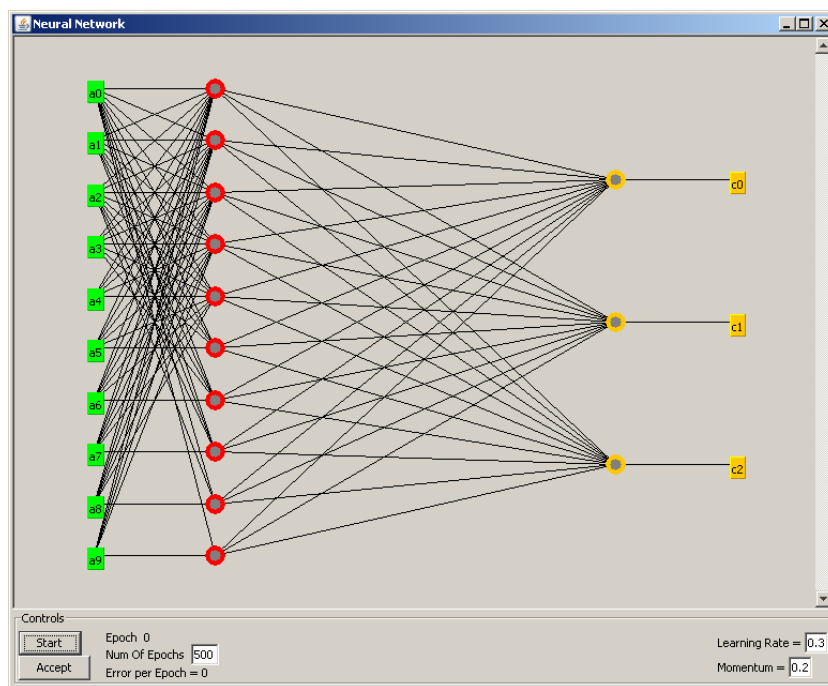 Neural Network
a0
a1
a2
a3
a4
a5
a6
a7
a8
a9
c0
c1
c2
Controls
Start
Accept
Epoch 0
Num Of Epochs 500
Error per Epoch = 0
Learning Rate = 0.3
Momentum = 0.2